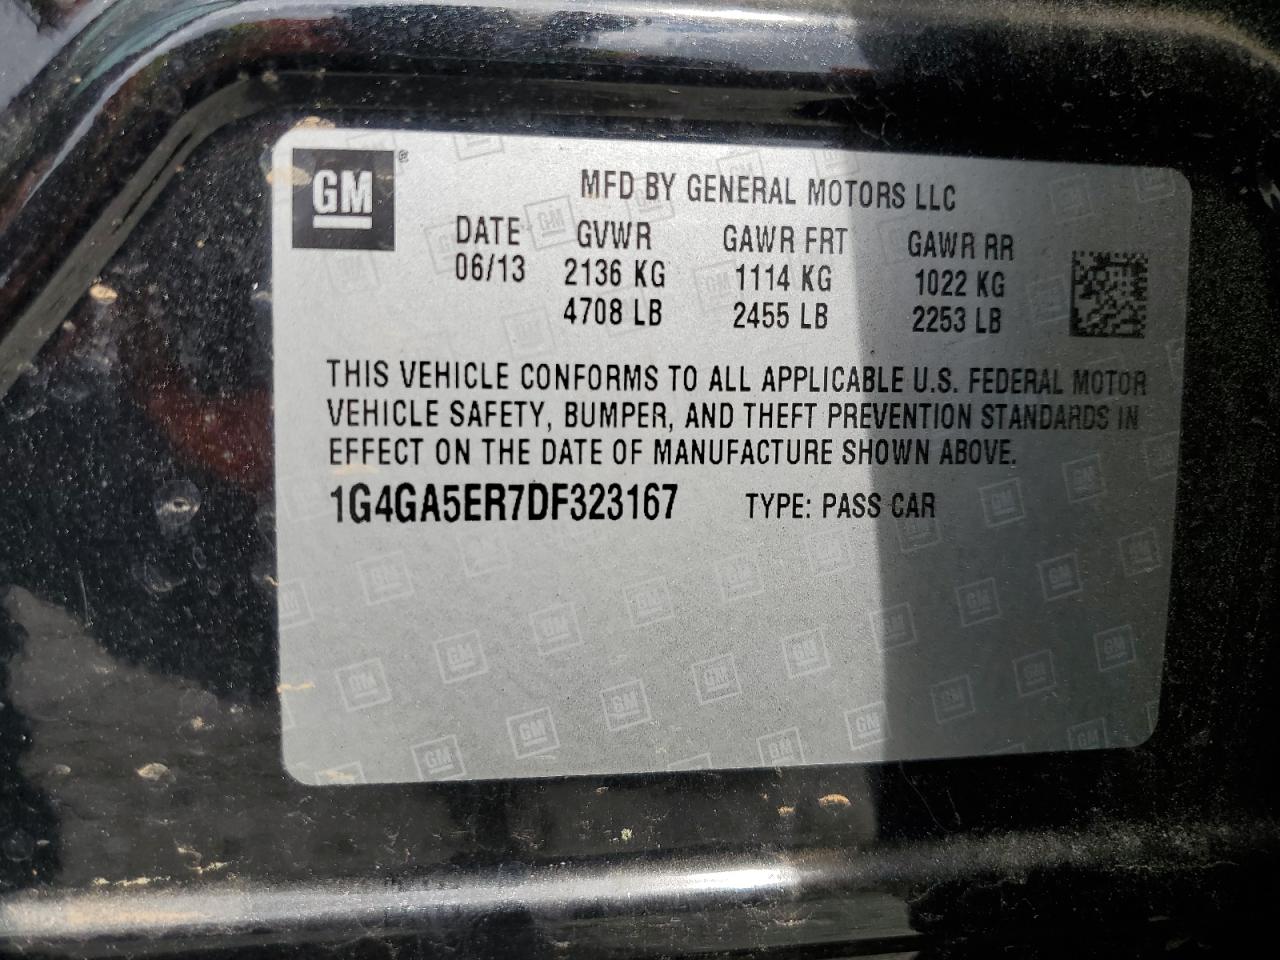 GM ®
MFD BY GENERAL MOTORS LLC
DATE GVWR GAWR FRT GAWR RR
06/13 2136 KG 1114 KG 1022 KG
4708 LB 2455 LB 2253 LB
THIS VEHICLE CONFORMS TO ALL APPLICABLE U.S. FEDERAL MOTOR
VEHICLE SAFETY, BUMPER, AND THEFT PREVENTION STANDARDS IN
EFFECT ON THE DATE OF MANUFACTURE SHOWN ABOVE.
1G4GA5ER7DF323167 TYPE: PASS CAR